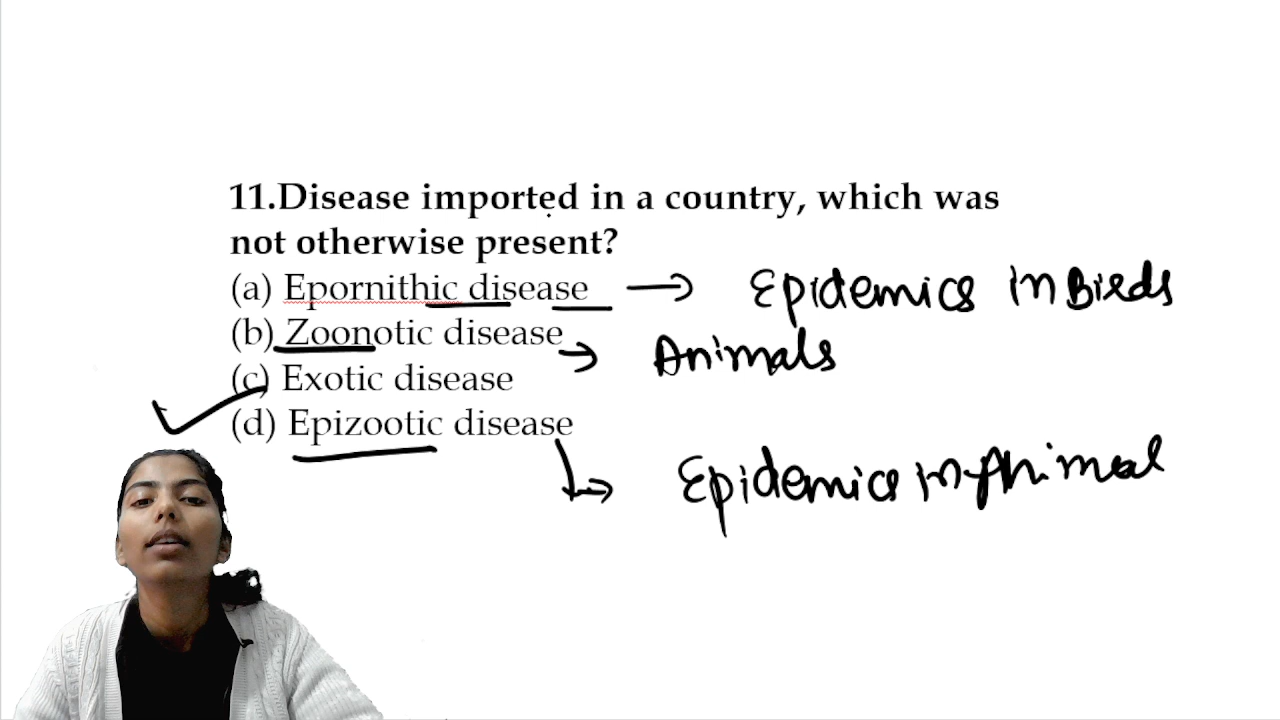 11.Disease imported in a country, which was
not otherwise present?
(a) Epornithic disease → Epidemics in Birds
(b) Zoonotic disease → Animals
(c) Exotic disease
(d) Epizootic disease
→ Epidemics in Animal